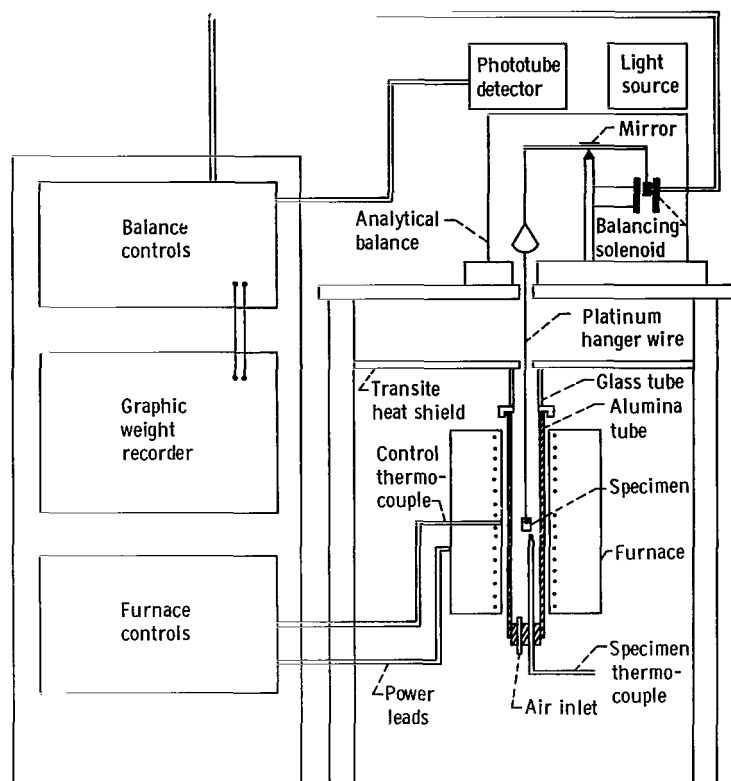 Phototube
detector
Light
source
Mirror
Balance
controls
Analytical
balance
Balancing
solenoid
Platinum
hanger wire
Transite
heat shield
Glass tube
Alumina
tube
Graphic
weight
recorder
Control
thermo-
couple
Specimen
Furnace
Furnace
controls
Power
leads
Specimen
thermo-
couple
Air inlet